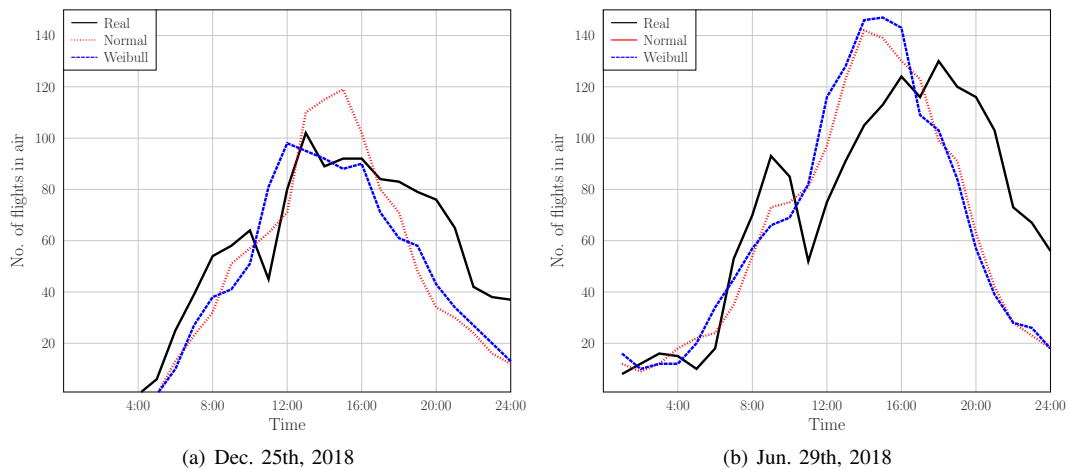 Real
Normal
Weibull
140
120
100
80
60
40
20
No. of flights in air
4:00 8:00 12:00 16:00 20:00 24:00
Time
(a) Dec. 25th, 2018
Real
Normal
Weibull
140
120
100
80
60
40
20
No. of flights in air
4:00 8:00 12:00 16:00 20:00 24:00
Time
(b) Jun. 29th, 2018